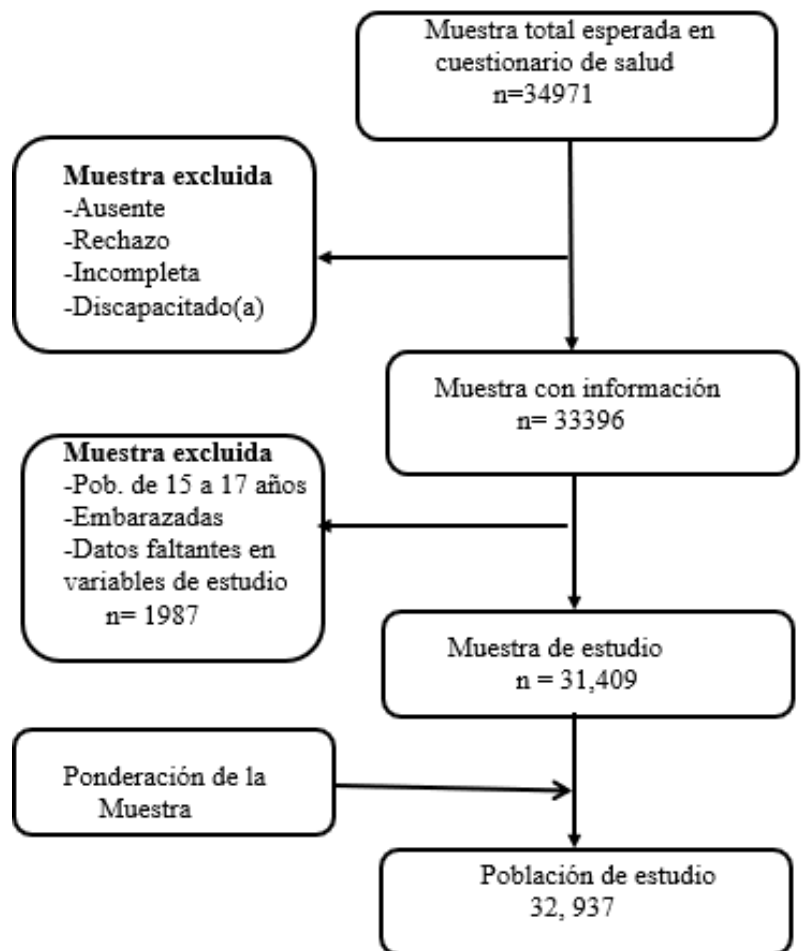 Muestra total esperada en
cuestionario de salud
n=34971
Muestra excluida
-Ausente
-Rechazo
-Incompleta
-Discapacitado(a)
Muestra con información
n= 33396
Muestra excluida
-Pob. de 15 a 17 años
-Embarazadas
-Datos faltantes en
variables de estudio
n= 1987
Muestra de estudio
n = 31,409
Ponderación de la
Muestra
Población de estudio
32, 937